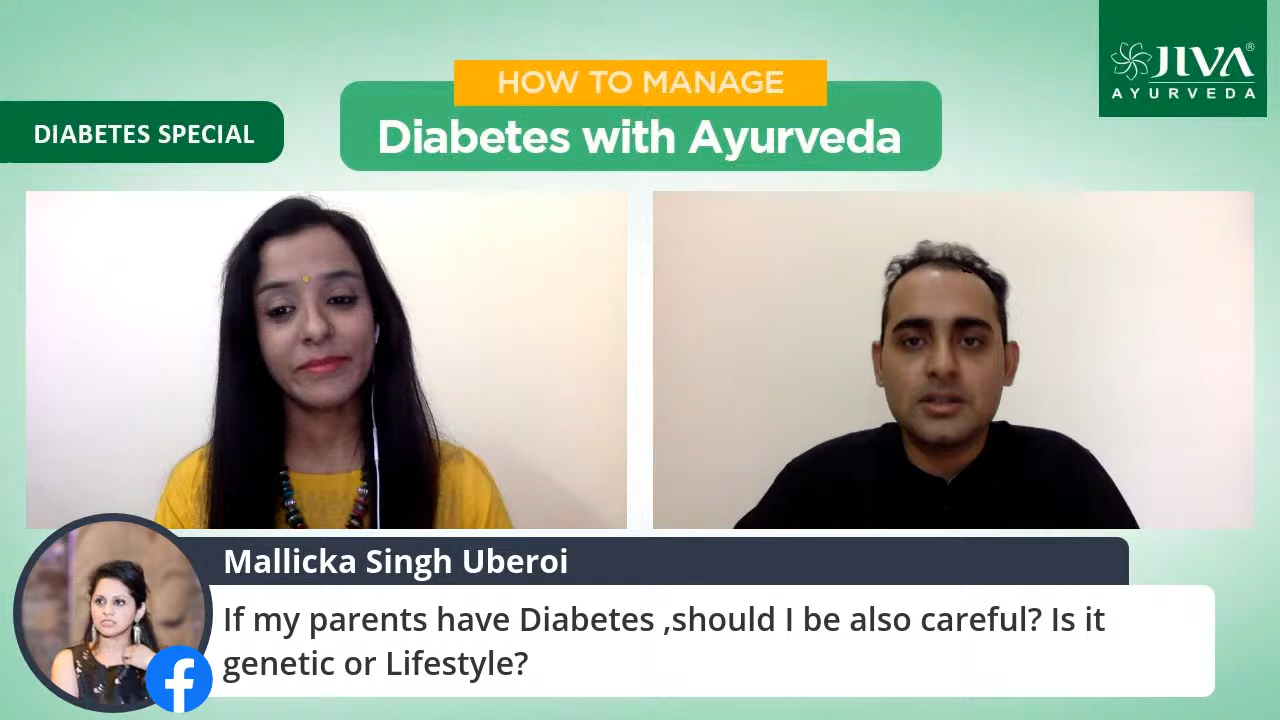 HOW TO MANAGE
Diabetes with Ayurveda
DIABETES SPECIAL
JIVA®
AYURVEDA
Mallicka Singh Uberoi
If my parents have Diabetes ,should I be also careful? Is it
genetic or Lifestyle?